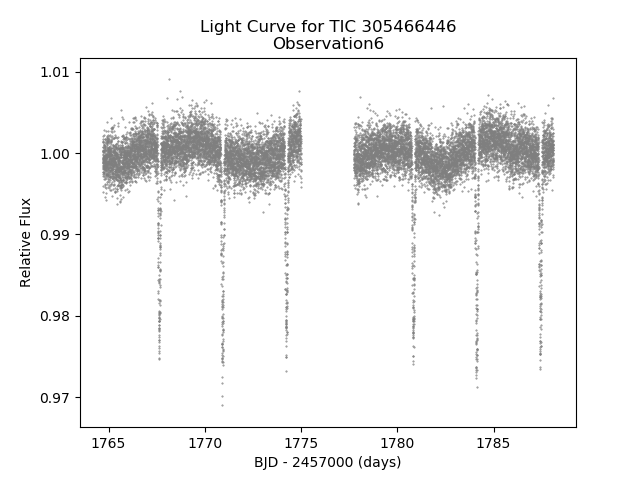 Light Curve for TIC 305466446
Observation6
1.01
1.00
0.99
0.98
0.97
Relative Flux
1765 1770 1775 1780 1785
BJD - 2457000 (days)